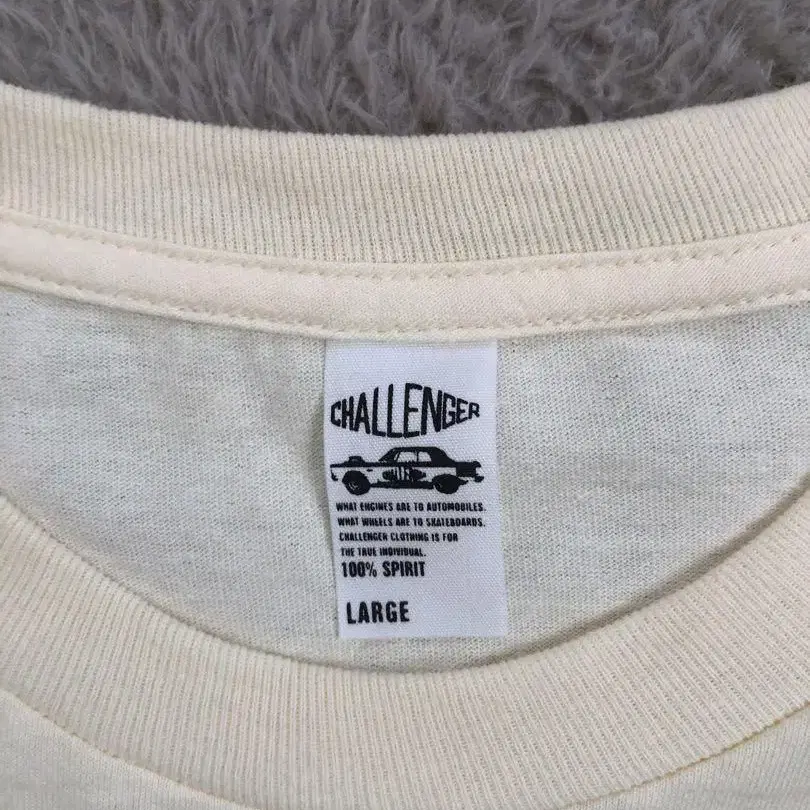 CHALLENGER
WHAT ENGINES ARE TO AUTOMOBILES.
WHAT WHEELS ARE TO SKATEBOARDS.
CHALLENGER CLOTHING IS FOR
THE TRUE INDIVIDUAL.
100% SPIRIT
LARGE